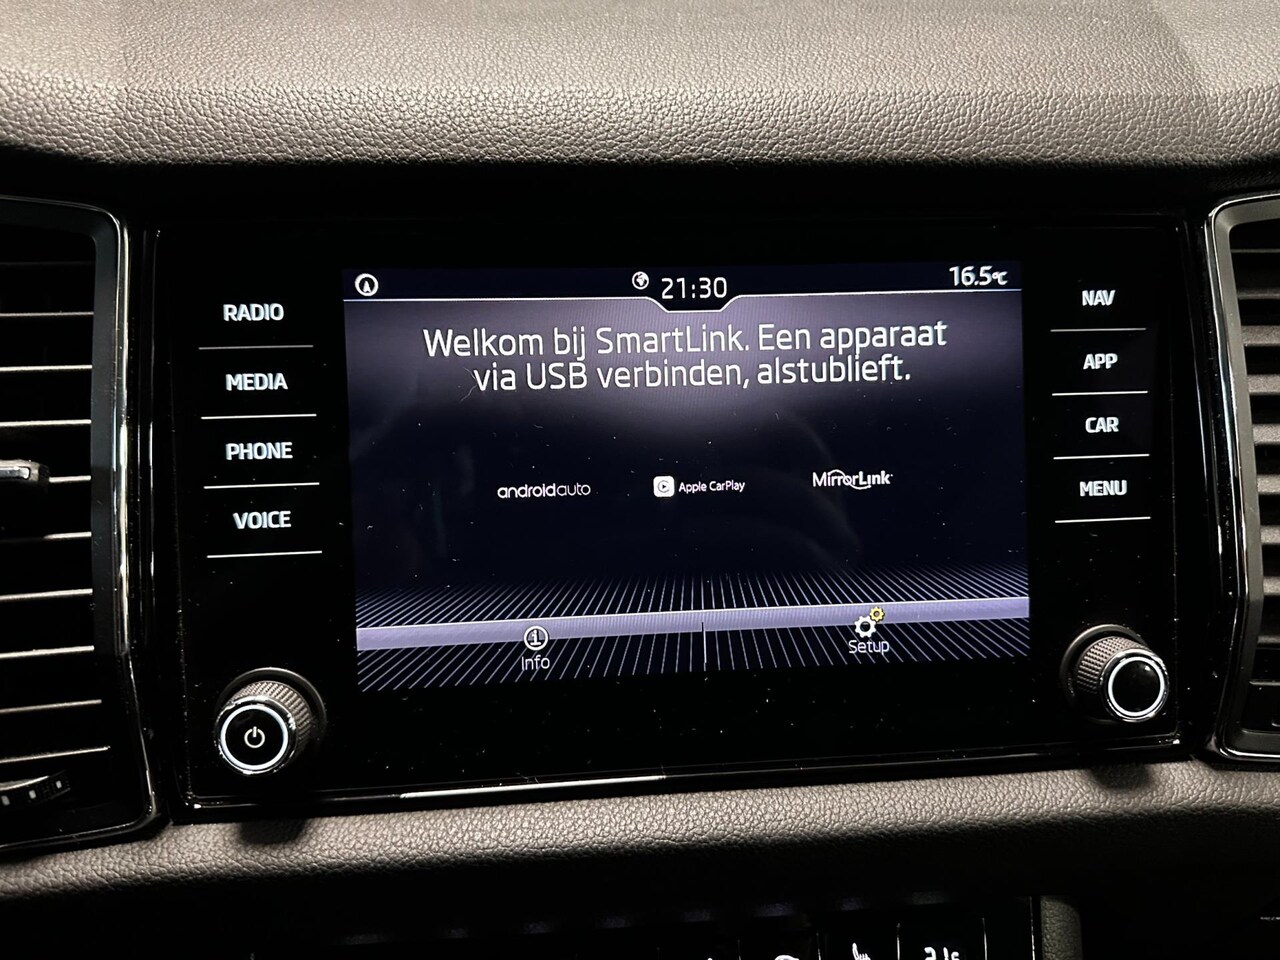 21:30
16.5°C
RADIO
MEDIA
PHONE
VOICE
Welkom bij SmartLink. Een apparaat
via USB verbinden, alstublieft.
androidauto
Apple CarPlay
MirrorLink
Info
Setup
NAV
APP
CAR
MENU